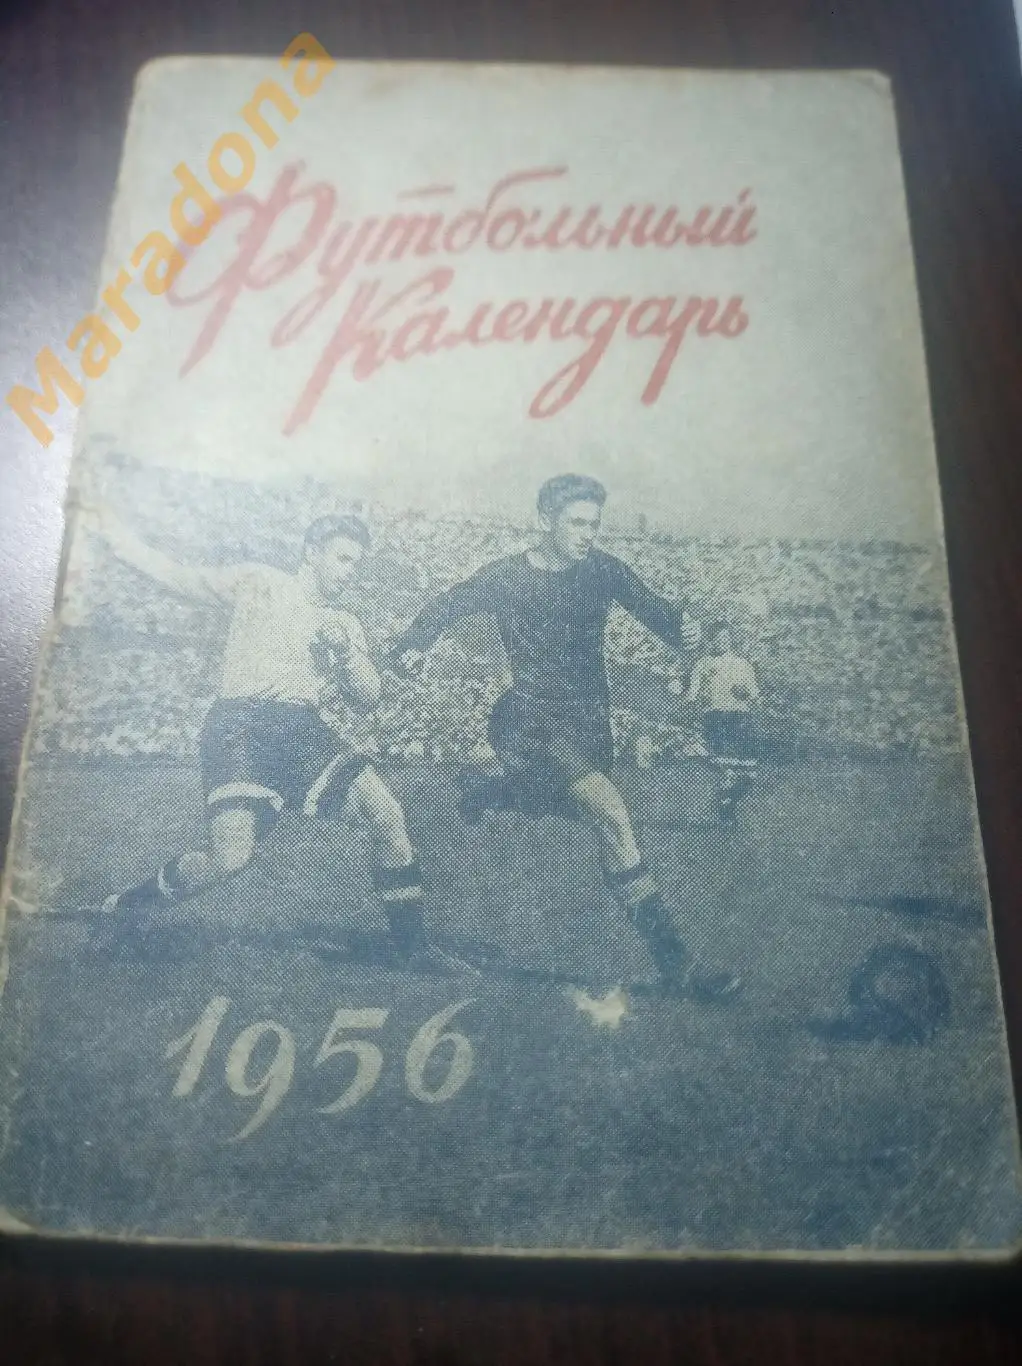 Maradona
Футбольный
Календарь
1956